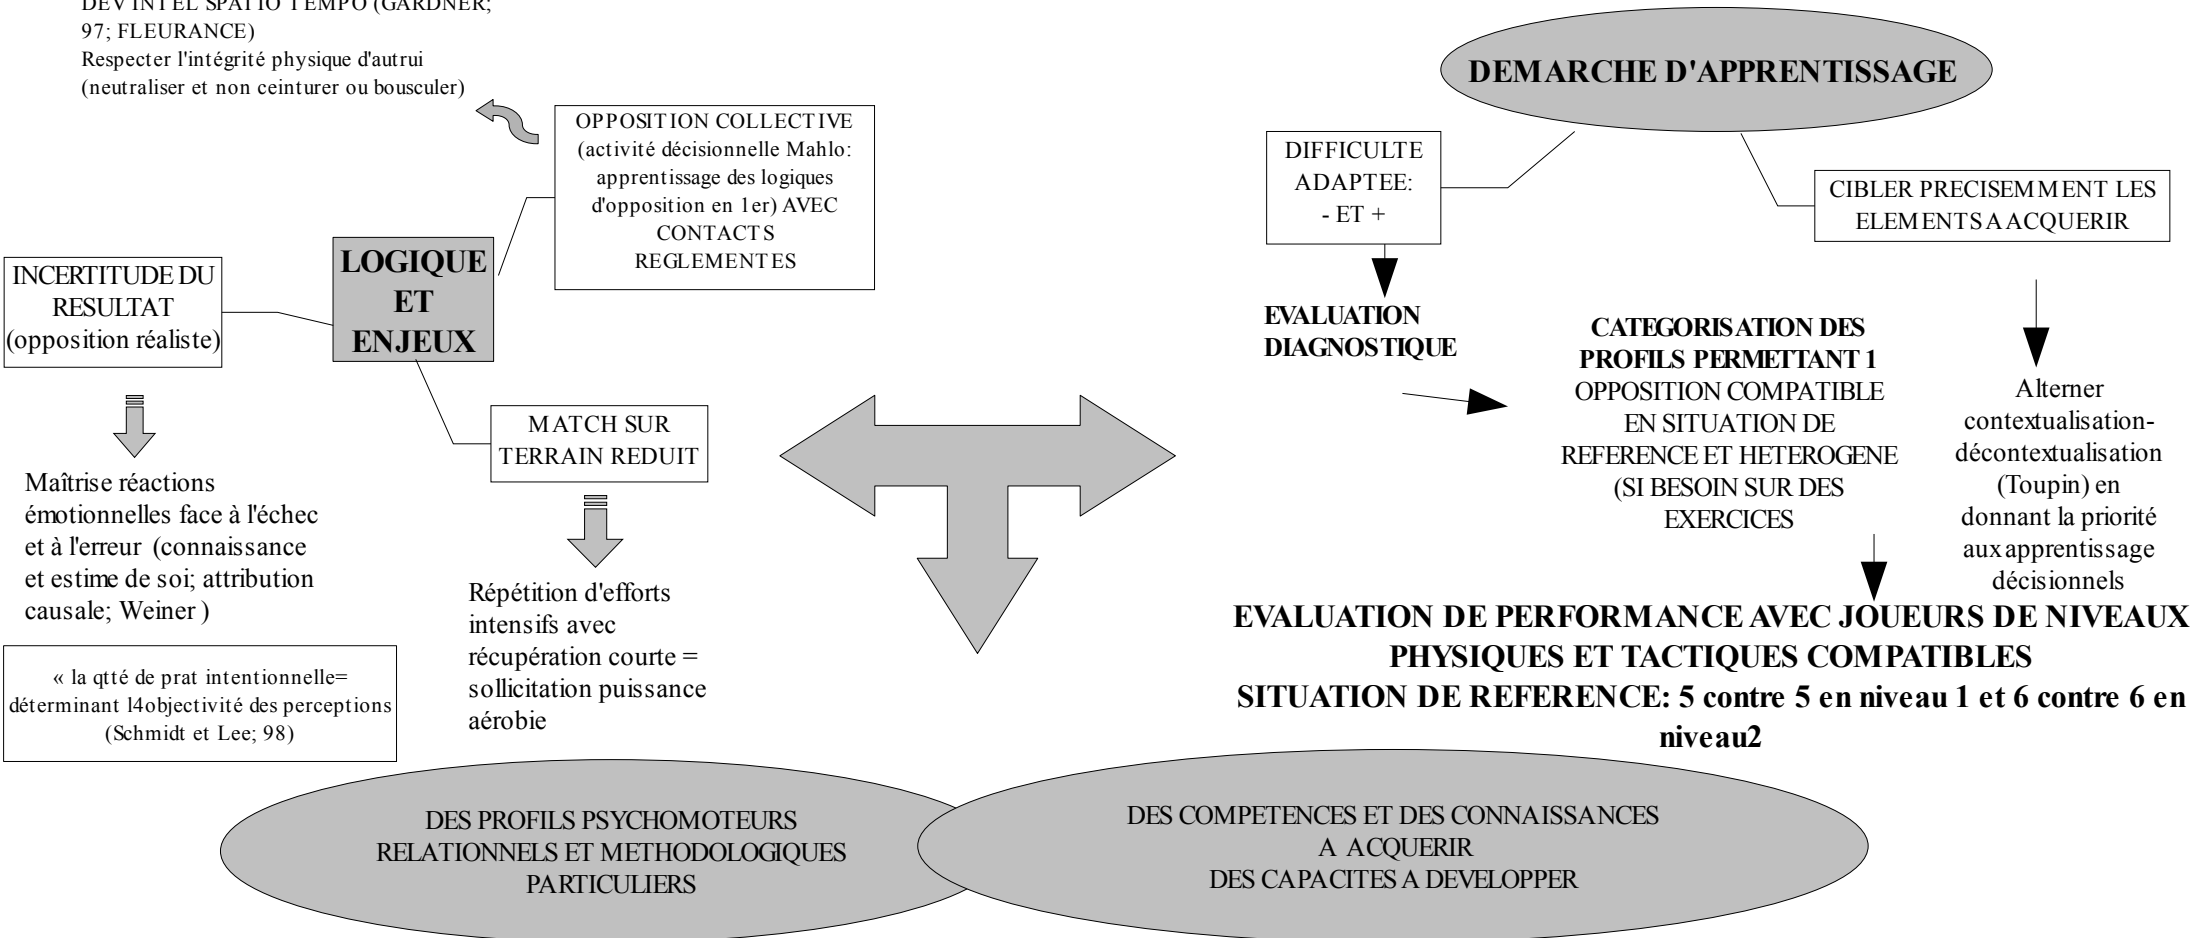 DEV INTEL SPATIO TEMPO (GARDNER;
97; FLEURANCE)
Respecter l'intégrité physique d'autrui
(neutraliser et non ceinturer ou bousculer)
OPPOSITION COLLECTIVE
(activité décisionnelle Mahlo:
apprentissage des logiques
d'opposition en 1er) AVEC
CONTACTS
REGLEMENTES
LOGIQUE
ET
ENJEUX
INCERTITUDE DU
RESULTAT
(opposition réaliste)
MATCH SUR
TERRAIN REDUIT
Maîtrise réactions
émotionnelles face à l'échec
et à l'erreur (connaissance
et estime de soi; attribution
causale; Weiner )
Répétition d'efforts
intensifs avec
récupération courte =
sollicitation puissance
aérobie
« la qtté de prat intentionnelle=
déterminant l4objectivité des perceptions
(Schmidt et Lee; 98)
DEMARCHE D'APPRENTISSAGE
DIFFICULTE
ADAPTEE:
- ET +
CIBLER PRECISEMMENT LES
ELEMENTS A ACQUERIR
EVALUATION
DIAGNOSTIQUE
CATEGORISATION DES
PROFILS PERMETTANT 1
OPPOSITION COMPATIBLE
EN SITUATION DE
REFERENCE ET HETEROGENE
(SI BESOIN SUR DES
EXERCICES
Alterner
contextualisation-
décontextualisation
(Toupin) en
donnant la priorité
aux apprentissage
décisionnels
EVALUATION DE PERFORMANCE AVEC JOUEURS DE NIVEAUX
PHYSIQUES ET TACTIQUES COMPATIBLES
SITUATION DE REFERENCE: 5 contre 5 en niveau 1 et 6 contre 6 en
niveau2
DES PROFILS PSYCHOMOTEURS
RELATIONNELS ET METHODOLOGIQUES
PARTICULIERS
DES COMPETENCES ET DES CONNAISSANCES
A ACQUERIR
DES CAPACITES A DEVELOPPER